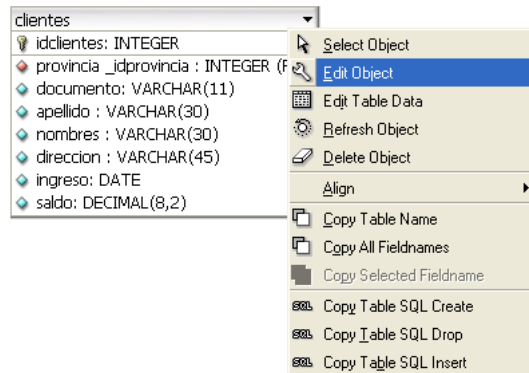 clientes
idclientes: INTEGER
provincia _idprovincia : INTEGER (F
documento: VARCHAR(11)
apellido : VARCHAR(30)
nombres : VARCHAR(30)
direccion : VARCHAR(45)
ingreso: DATE
saldo: DECIMAL(8,2)
Select Object
Edit Object
Edit Table Data
Refresh Object
Delete Object
Align
Copy Table Name
Copy All Fieldnames
Copy Selected Fieldname
SQL Copy Table SQL Create
SQL Copy Table SQL Drop
SQL Copy Table SQL Insert